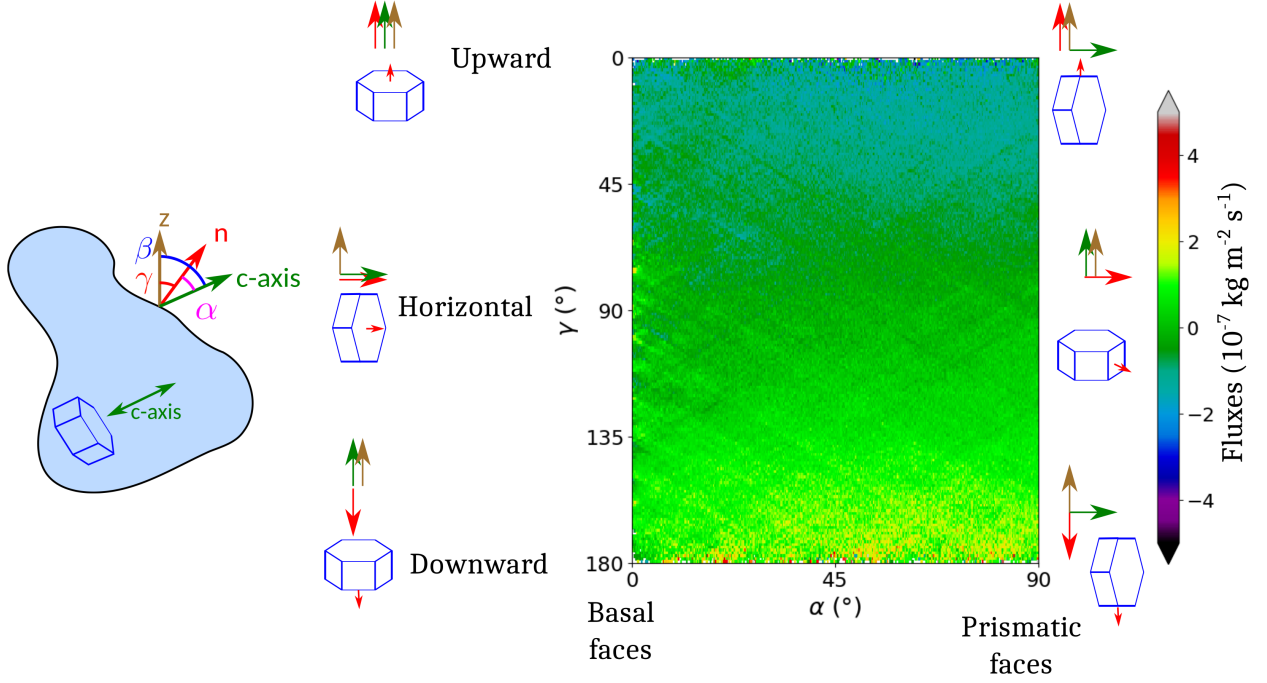 Upward
z
β
n
γ
c-axis
α
c-axis
Horizontal
Downward
0
45
90
135
180
γ (°)
0
45
90
α (°)
Basal
faces
Prismatic
faces
4
2
0
−2
−4
Fluxes (10⁻⁷ kg m⁻² s⁻¹)